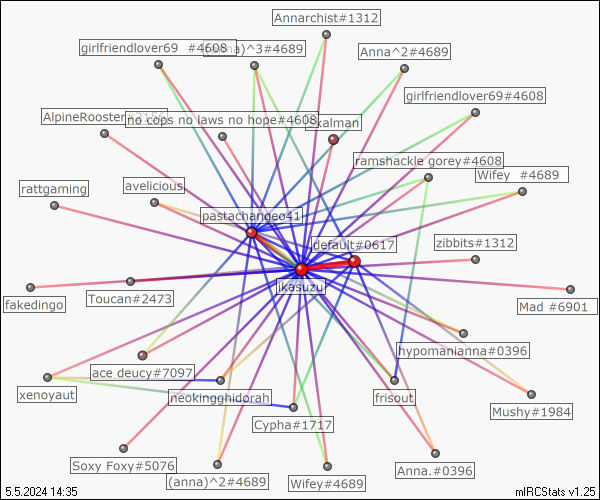 Annarchist#1312
girlfriendlover69 #4608
)^3#4689
Anna^2#4689
girlfriendlover69#4608
AlpineRooster
no cops no laws no hope#4608
kalman
ramshackle gorey#4608
Wifey #4689
rattgaming
avelicious
pastachangeo41
default#0617
zibbits#1312
ikasuzu
fakedingo
Toucan#2473
Mad #6901
hypomanianna#0396
ace deucy#7097
xenoyaut
neokingghidorah
frisout
Mushy#1984
Cypha#1717
Soxy Foxy#5076
(anna)^2#4689
Wifey#4689
Anna.#0396
5.5.2024 14:35
mIRCStats v1.25